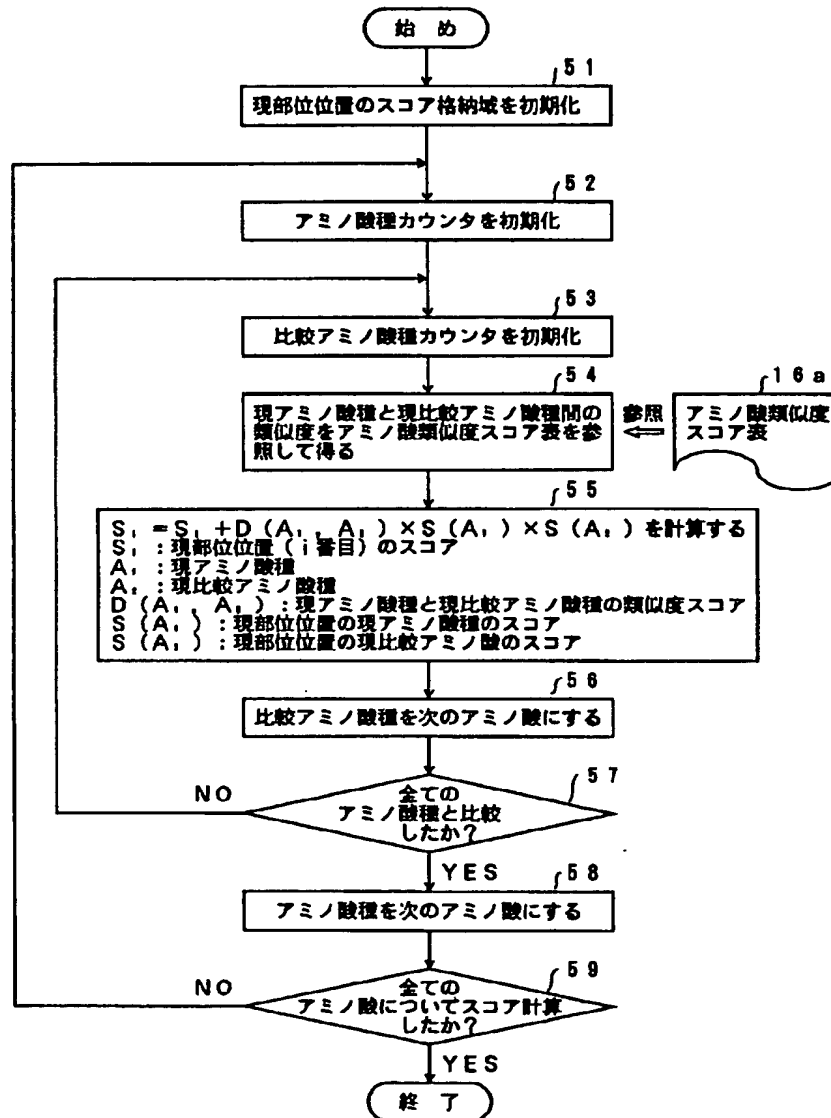 始 め
51
現部位位置のスコア格納域を初期化
52
アミノ酸種カウンタを初期化
53
比較アミノ酸種カウンタを初期化
54
現アミノ酸種と現比較アミノ酸種間の
類似度をアミノ酸類似度スコア表を参
照して得る
参照
16a
アミノ酸類似度
スコア表
55
S = S + D (A , A ) × S (A ) × S (A ) を計算する
S :現部位位置(i番目)のスコア
A :現アミノ酸種
A :現比較アミノ酸種
D (A , A ) :現アミノ酸種と現比較アミノ酸種の類似度スコア
S (A ) :現部位位置の現アミノ酸種のスコア
S (A ) :現部位位置の現比較アミノ酸のスコア
56
比較アミノ酸種を次のアミノ酸にする
57
全ての
アミノ酸種と比較
したか?
NO
YES
58
アミノ酸種を次のアミノ酸にする
59
全ての
アミノ酸についてスコア計算
したか?
NO
YES
終 了